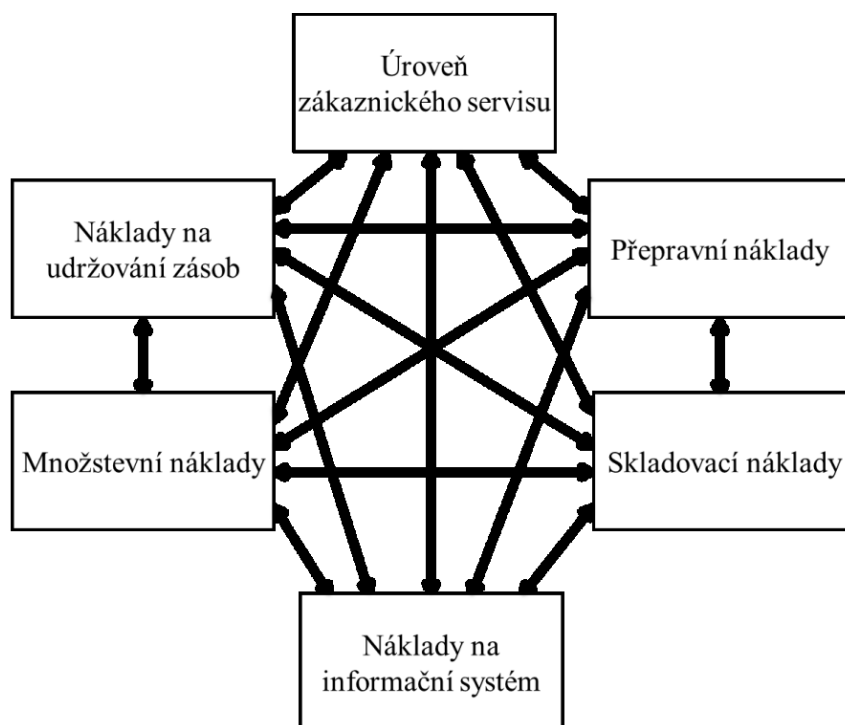 Úroveň
zákaznického servisu
Náklady na
udržování zásob
Přepravní náklady
Množstevní náklady
Skladovací náklady
Náklady na
informační systém